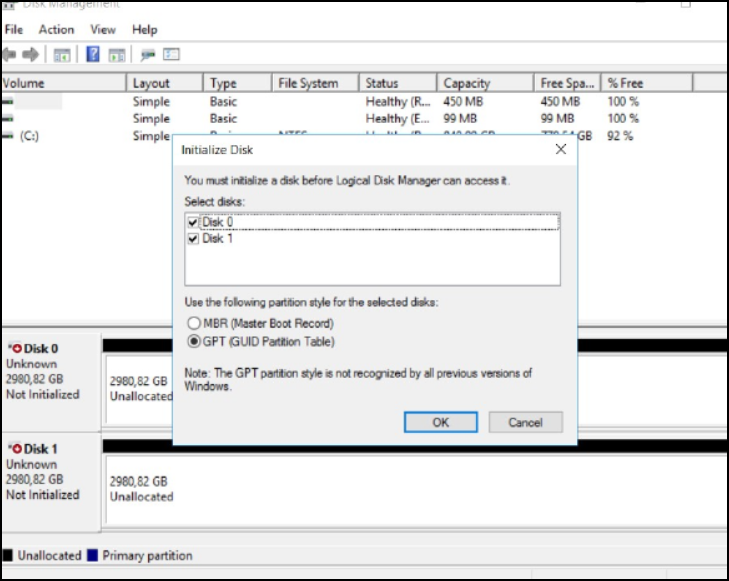 Disk Management
File Action View Help
Volume Layout Type File System Status Capacity Free Spa... % Free
Simple Basic Healthy (R... 450 MB 450 MB 100 %
Simple Basic Healthy (E... 99 MB 99 MB 100 %
(C:) Simple 92 %
Initialize Disk
You must initialize a disk before Logical Disk Manager can access it.
Select disks:
Disk 0
Disk 1
Use the following partition style for the selected disks:
MBR (Master Boot Record)
GPT (GUID Partition Table)
Note: The GPT partition style is not recognized by all previous versions of
Windows.
OK Cancel
Disk 0
Unknown
2980,82 GB
Not Initialized
2980,82 GB
Unallocated
Disk 1
Unknown
2980,82 GB
Not Initialized
2980,82 GB
Unallocated
Unallocated Primary partition